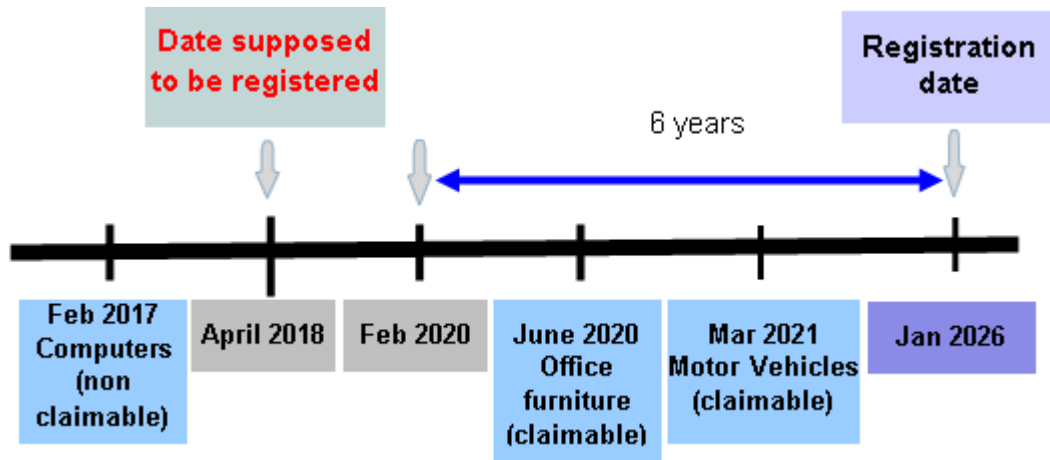 Date supposed
to be registered
Registration
date
6 years
Feb 2017
Computers
(non
claimable)
April 2018
Feb 2020
June 2020
Office
furniture
(claimable)
Mar 2021
Motor Vehicles
(claimable)
Jan 2026